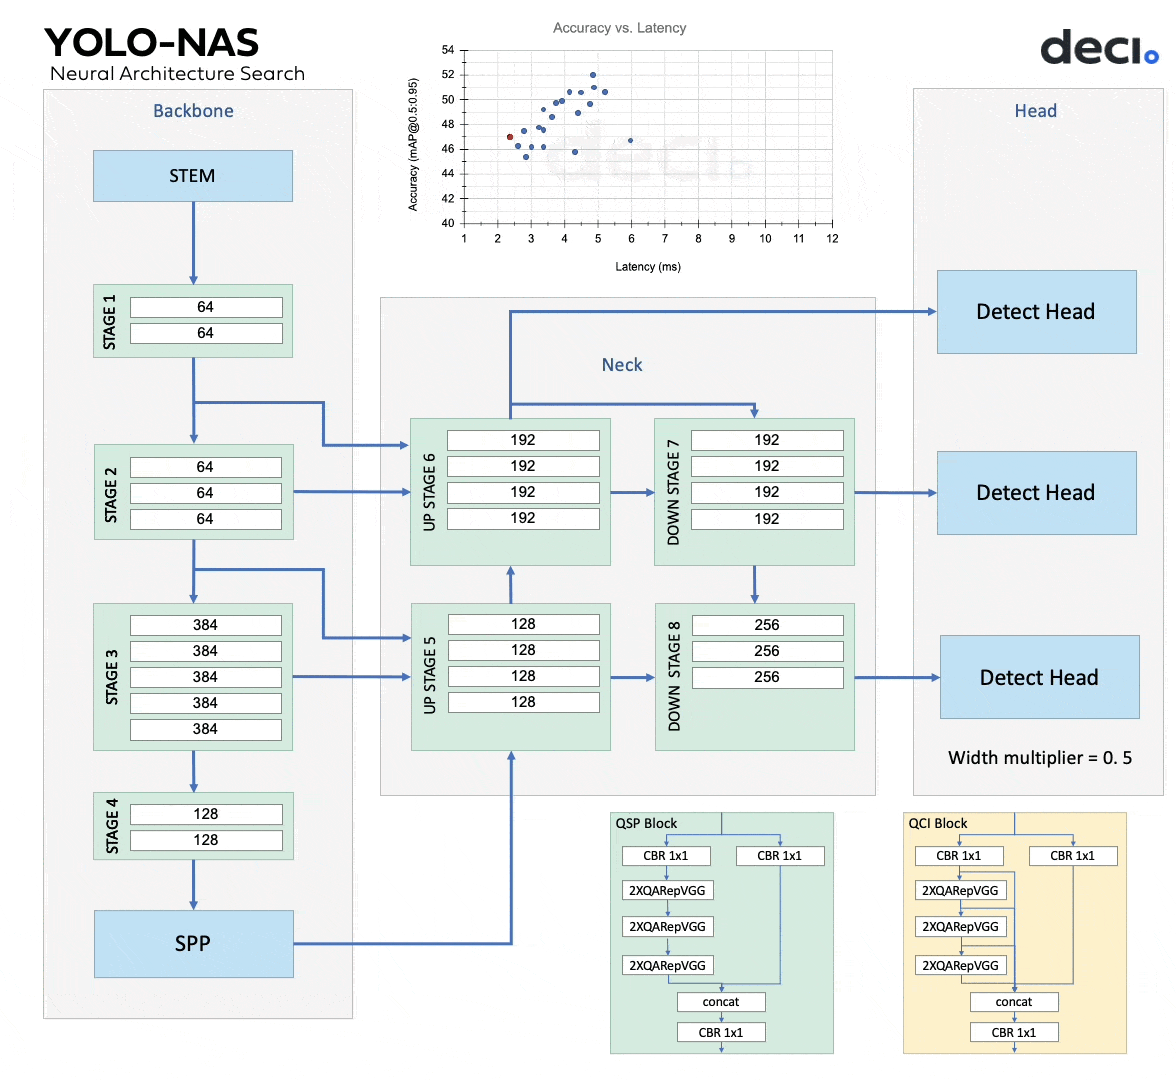 YOLO-NAS
Neural Architecture Search
deci.
Accuracy vs. Latency
Accuracy (mAP@0.5:0.95)
54
52
50
48
46
44
42
40
1 2 3 4 5 6 7 8 9 10 11 12
Latency (ms)
deci.
Backbone
STEM
STAGE 1
64
64
STAGE 2
64
64
64
STAGE 3
384
384
384
384
384
STAGE 4
128
128
SPP
Neck
UP STAGE 6
192
192
192
192
DOWN STAGE 7
192
192
192
192
UP STAGE 5
128
128
128
128
DOWN STAGE 8
256
256
256
Head
Detect Head
Detect Head
Detect Head
Width multiplier = 0. 5
QSP Block
CBR 1x1 CBR 1x1
2XQARepVGG
2XQARepVGG
2XQARepVGG
concat
CBR 1x1
QCI Block
CBR 1x1 CBR 1x1
2XQARepVGG
2XQARepVGG
2XQARepVGG
concat
CBR 1x1